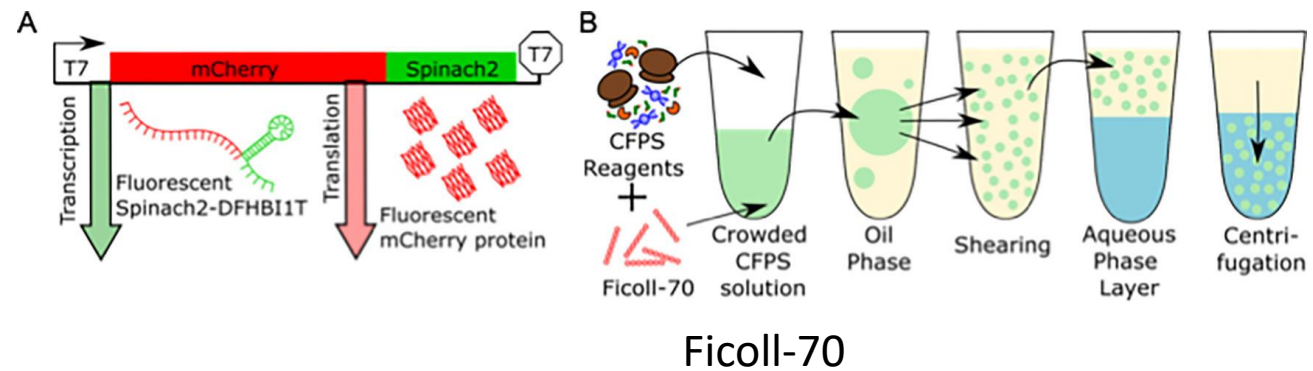 A
T7
mCherry
Spinach2
T7
Transcription
Fluorescent
Spinach2-DFHBI1T
Translation
Fluorescent
mCherry protein
B
CFPS
Reagents
+
Ficoll-70
Crowded
CFPS
solution
Oil
Phase
Shearing
Aqueous
Phase
Layer
Centri-
fugation
Ficoll-70